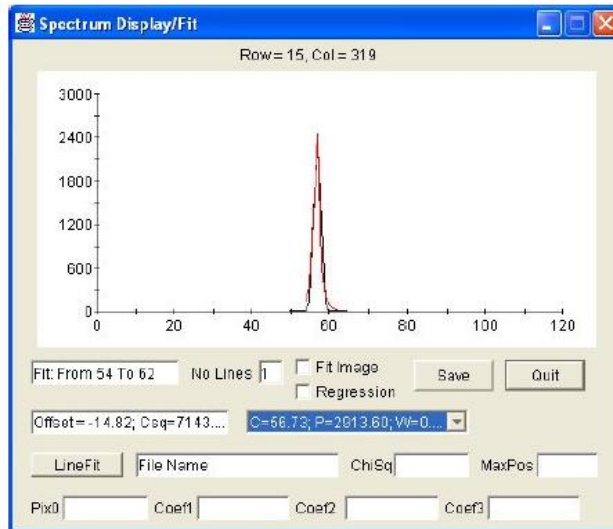 Spectrum Display/Fit
Row = 15, Col = 319
3000
2400
1800
1200
600
0
0 20 40 60 80 100 120
Fit: From 54 To 62 No Lines 1 Fit Image Save Quit
Regression
Offset= -14.82; Csq=7143.... C=56.73; P=2913.60; W=0....
LineFit File Name ChiSq MaxPos
Pix0 Coef1 Coef2 Coef3